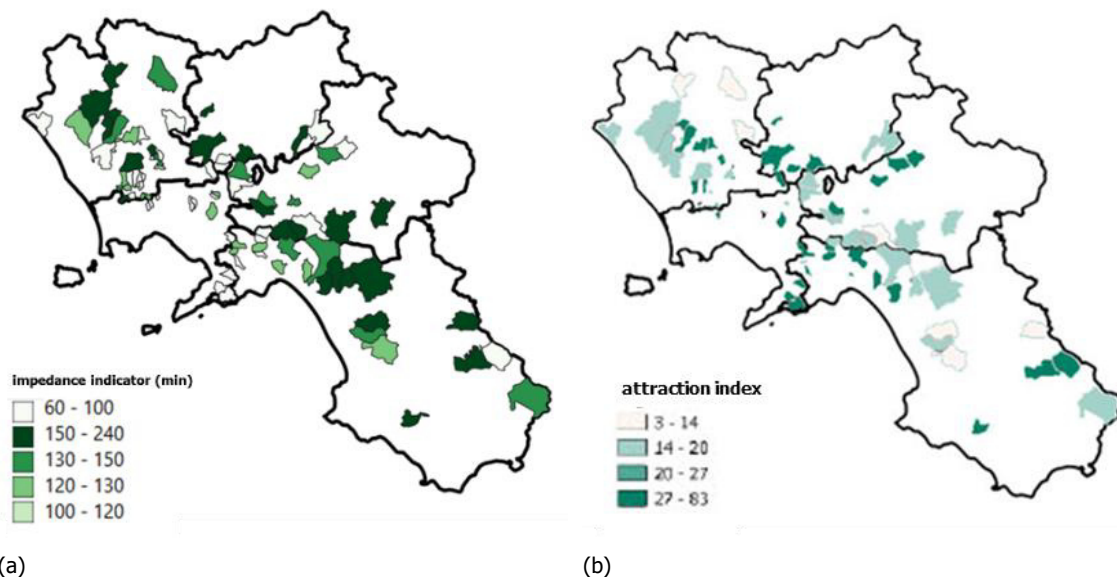 impedance indicator (min)
60 - 100
150 - 240
130 - 150
120 - 130
100 - 120
attraction index
3 - 14
14 - 20
20 - 27
27 - 83
(a)
(b)